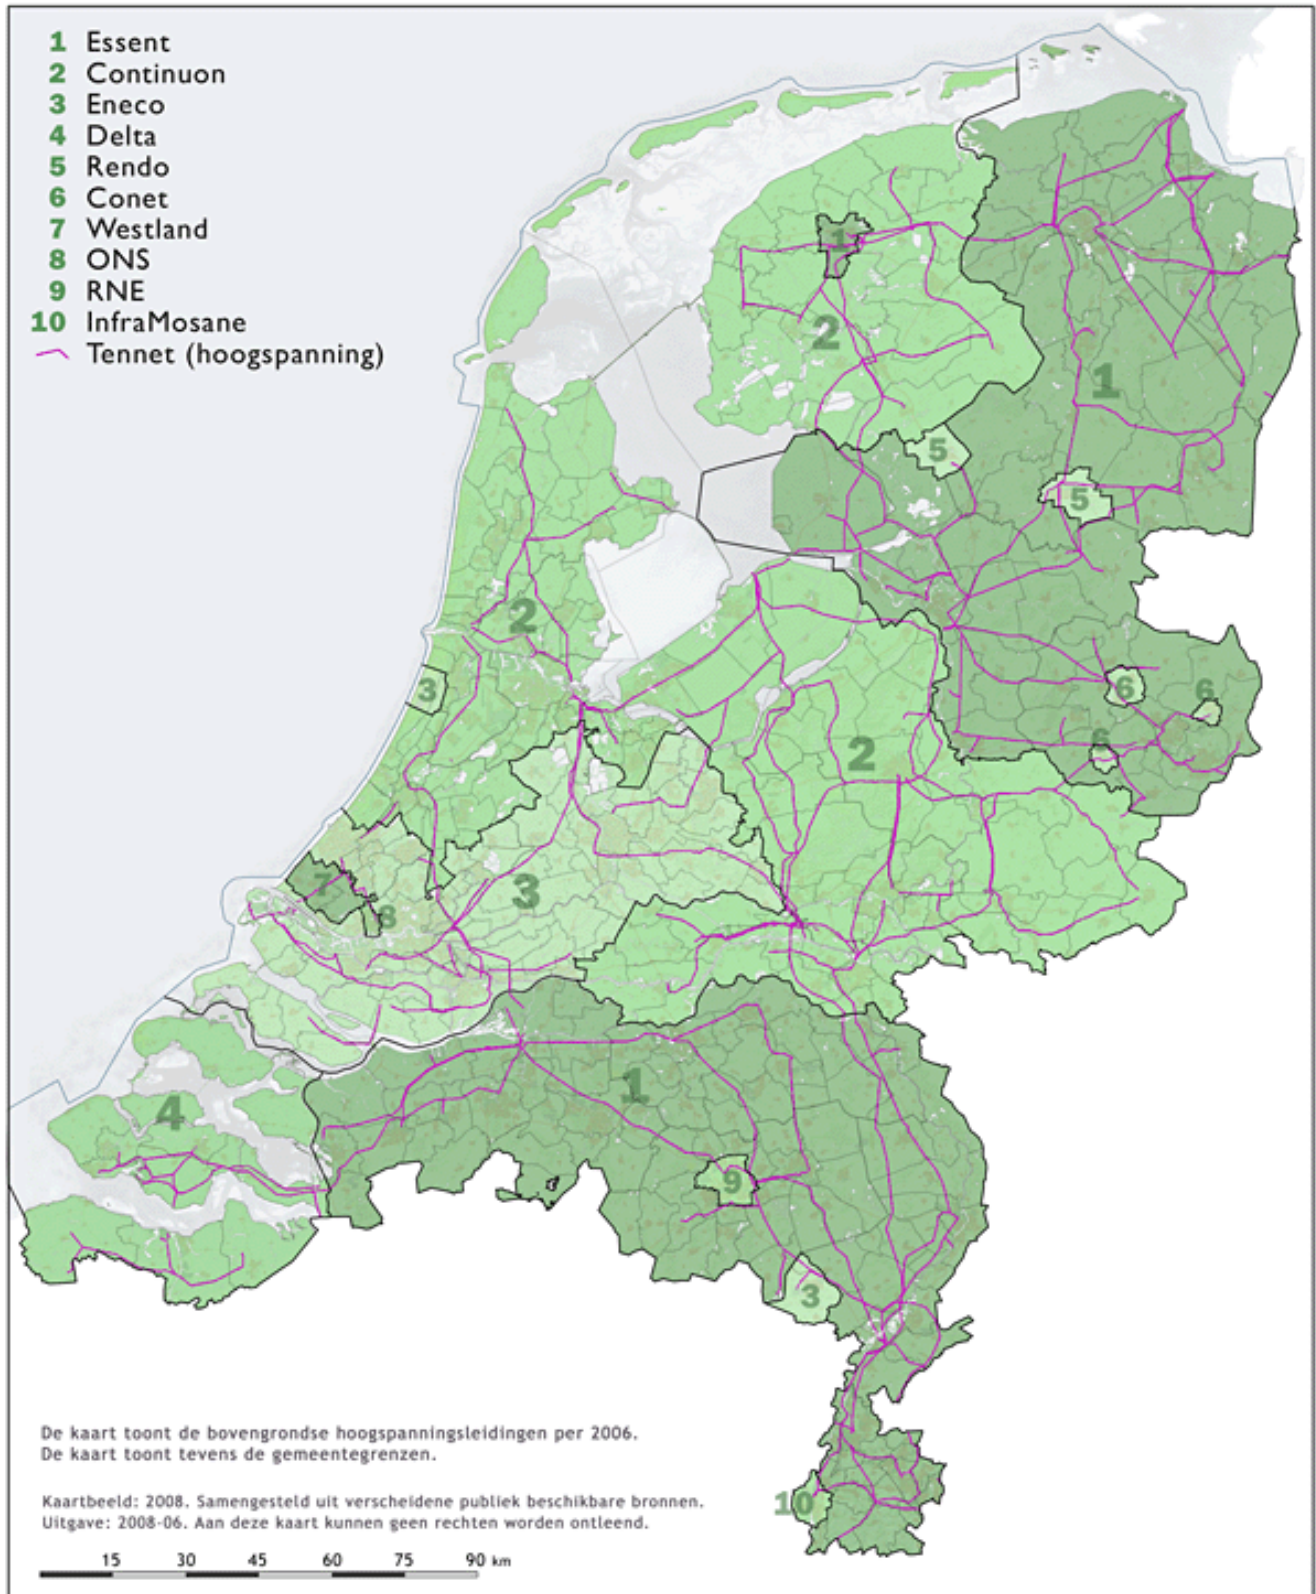 1 Essent
2 Continuon
3 Eneco
4 Delta
5 Rendo
6 Conet
7 Westland
8 ONS
9 RNE
10 InfraMosane
Tennet (hoogspanning)
1
2
1
5
5
2
3
6
6
2
6
7
3
8
1
4
9
3
10
De kaart toont de bovengrondse hoogspanningsleidingen per 2006.
De kaart toont tevens de gemeentegrenzen.
Kaartbeeld: 2008. Samengesteld uit verscheidene publiek beschikbare bronnen.
Uitgave: 2008-06. Aan deze kaart kunnen geen rechten worden ontleend.
15 30 45 60 75 90 km